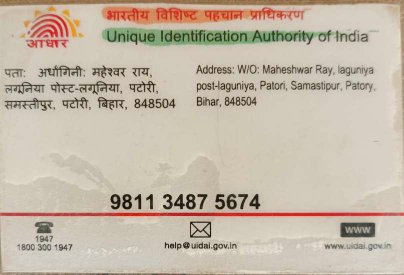 भारतीय विशिष्ट पहचान प्राधिकरण
Unique Identification Authority of India
आधार
पता: अर्धांगिनी: महेश्वर राय,
लगूनिया पोस्ट-लगूनिया, पटोरी,
समस्तीपुर, पटोरी, बिहार, 848504
Address: W/O: Maheshwar Ray, laguniya
post-laguniya, Patori, Samastipur, Patory,
Bihar, 848504
9811 3487 5674
1947
1800 300 1947
help@uidai.gov.in
www
www.uidai.gov.in